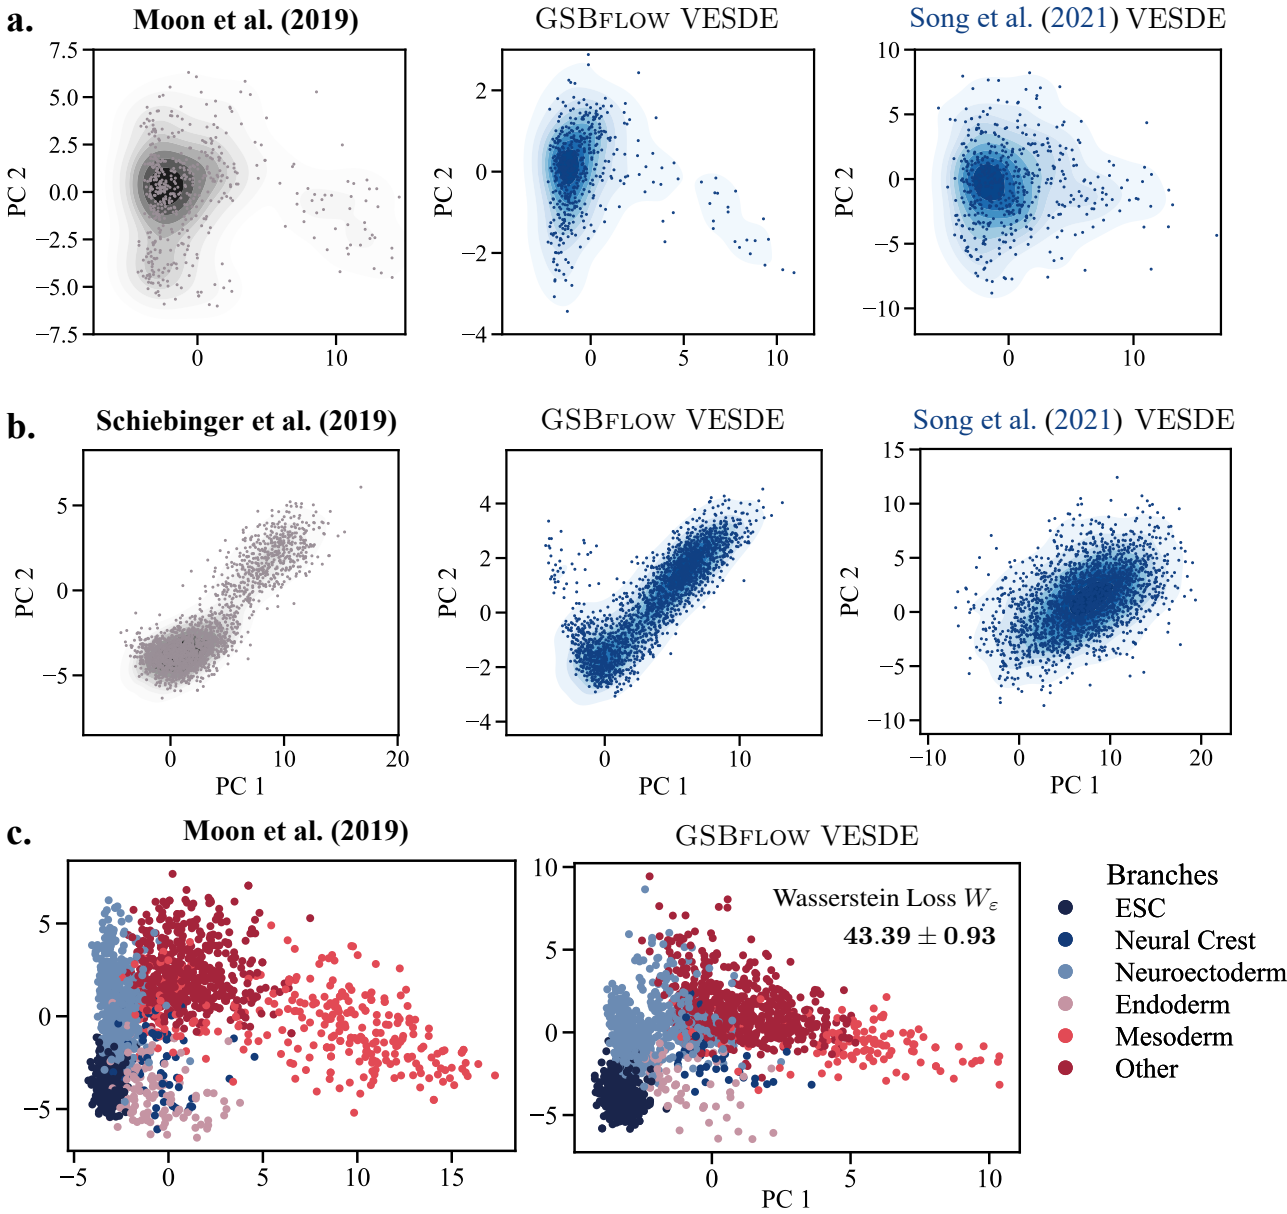 a.
Moon et al. (2019)
GSBFLOW VESDE
Song et al. (2021) VESDE
7.5
5.0
2.5
0.0
−2.5
−5.0
−7.5
PC 2
0
10
2
0
−2
−4
PC 2
0
5
10
10
5
0
−5
−10
PC 2
0
10
b.
Schiebinger et al. (2019)
GSBFLOW VESDE
Song et al. (2021) VESDE
5
0
−5
PC 2
0
10
20
PC 1
4
2
0
−2
−4
PC 2
0
10
PC 1
15
10
5
0
−5
−10
PC 2
−10
0
10
20
PC 1
c.
Moon et al. (2019)
GSBFLOW VESDE
5
0
−5
−5
0
5
10
15
10
5
0
−5
Wasserstein Loss Wε
43.39 ± 0.93
0
5
10
PC 1
Branches
ESC
Neural Crest
Neuroectoderm
Endoderm
Mesoderm
Other